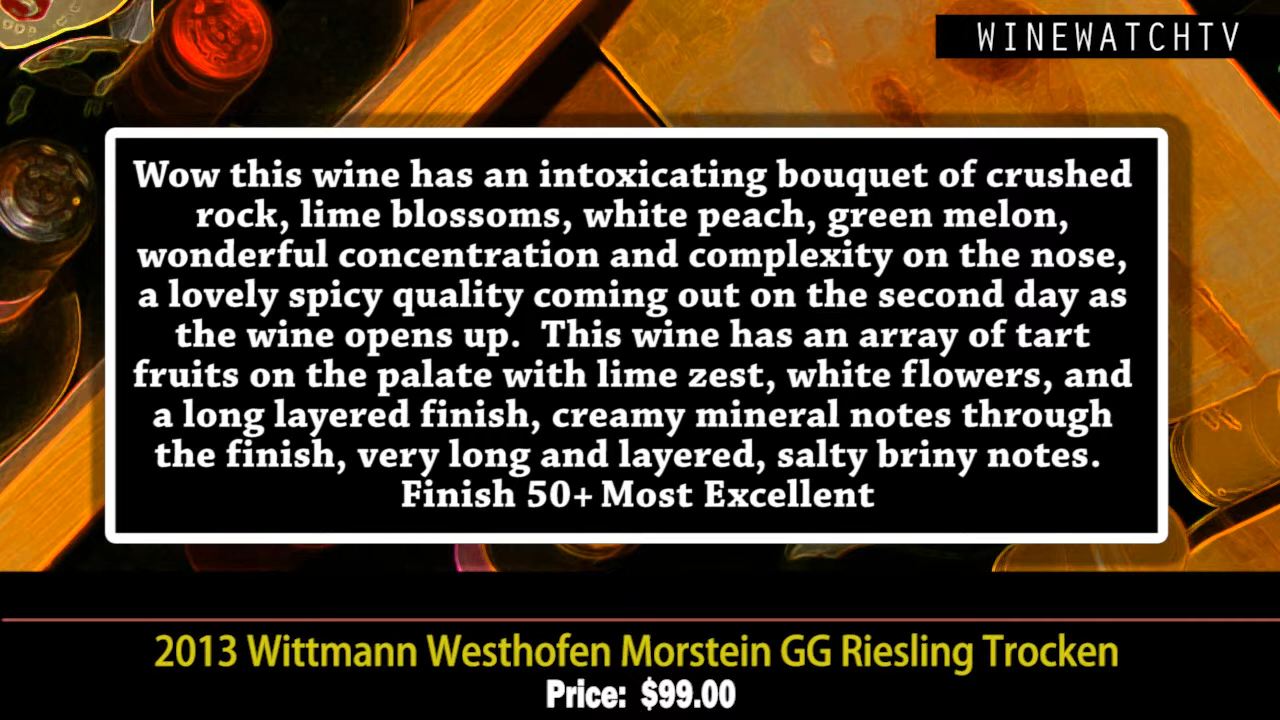 WINEWATCHTV
Wow this wine has an intoxicating bouquet of crushed
rock, lime blossoms, white peach, green melon,
wonderful concentration and complexity on the nose,
a lovely spicy quality coming out on the second day as
the wine opens up.  This wine has an array of tart
fruits on the palate with lime zest, white flowers, and
a long layered finish, creamy mineral notes through
the finish, very long and layered, salty briny notes.
Finish 50+ Most Excellent
2013 Wittmann Westhofen Morstein GG Riesling Trocken
Price:  $99.00